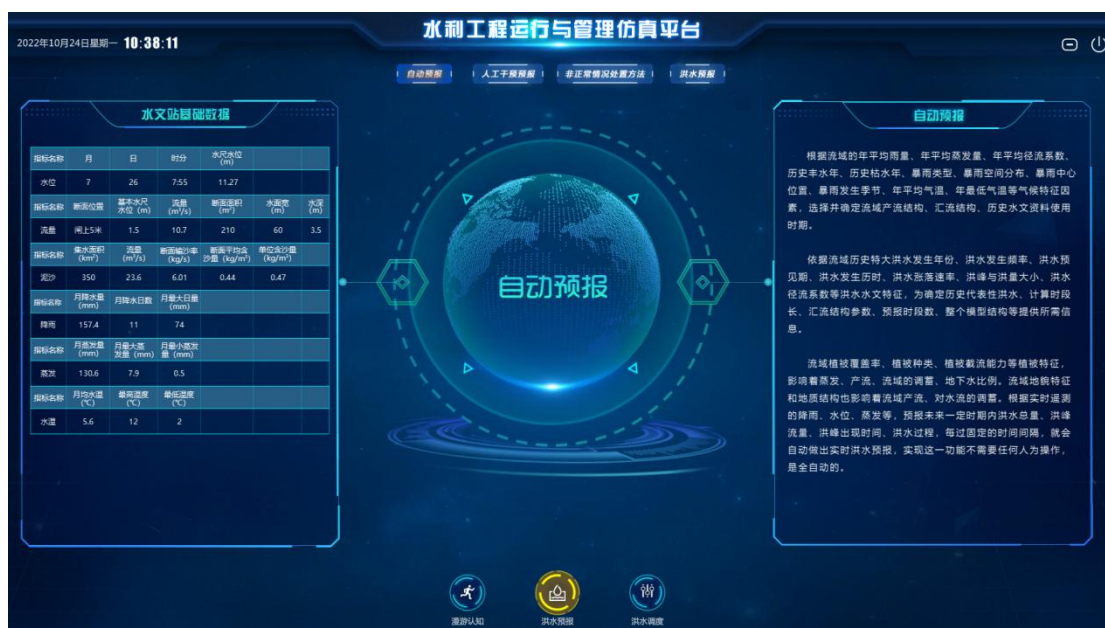 2022年10月24日星期一 10:38:11
水利工程运行与管理仿真平台
自动预报 人工干预预报 非正常情况处置方法 洪水预报
水文站基础数据
指标名称 月 日 时分 水尺水位(m)
水位 7 26 7:55 11.27
指标名称 断面位置 基本水尺水位(m) 流量(m³/s) 断面面积(m²) 水面宽(m) 水深(m)
流量 闸上5米 1.5 10.7 210 60 3.5
指标名称 集水面积(km²) 流量(m³/s) 断面输沙率(kg/s) 断面平均含沙量(kg/m³) 单位含沙量(kg/m³)
泥沙 350 23.6 6.01 0.44 0.47
指标名称 月降水量(mm) 月降水日数 月最大日量(mm)
降雨 157.4 11 74
指标名称 月蒸发量(mm) 月最大蒸发量(mm) 月最小蒸发量(mm)
蒸发 130.6 7.9 0.5
指标名称 月均水温(℃) 最高温度(℃) 最低温度(℃)
水温 5.6 12 2
自动预报
自动预报
根据流域的年平均雨量、年平均蒸发量、年平均径流系数、
历史丰水年、历史枯水年、暴雨类型、暴雨空间分布、暴雨中心
位置、暴雨发生季节、年平均气温、年最低气温等气候特征因
素，选择并确定流域产流结构、汇流结构、历史水文资料使用
时期。
依据流域历史特大洪水发生年份、洪水发生频率、洪水预
见期、洪水发生历时、洪水涨落速率、洪峰与洪量大小、洪水
径流系数等洪水水文特征，为确定历史代表性洪水、计算时段
长、汇流结构参数、预报时段数、整个模型结构等提供所需信
息。
流域植被覆盖率、植被种类、植被截流能力等植被特征，
影响着蒸发、产流、流域的调蓄、地下水比例。流域地貌特征
和地质结构也影响着流域产流、对水流的调蓄。根据实时遥测
的降雨、水位、蒸发等，预报未来一定时期内洪水总量、洪峰
流量、洪峰出现时间、洪水过程，每过固定的时间间隔，就会
自动做出实时洪水预报，实现这一功能不需要任何人为操作，
是全自动的。
漫游认知 洪水预报 洪水调度